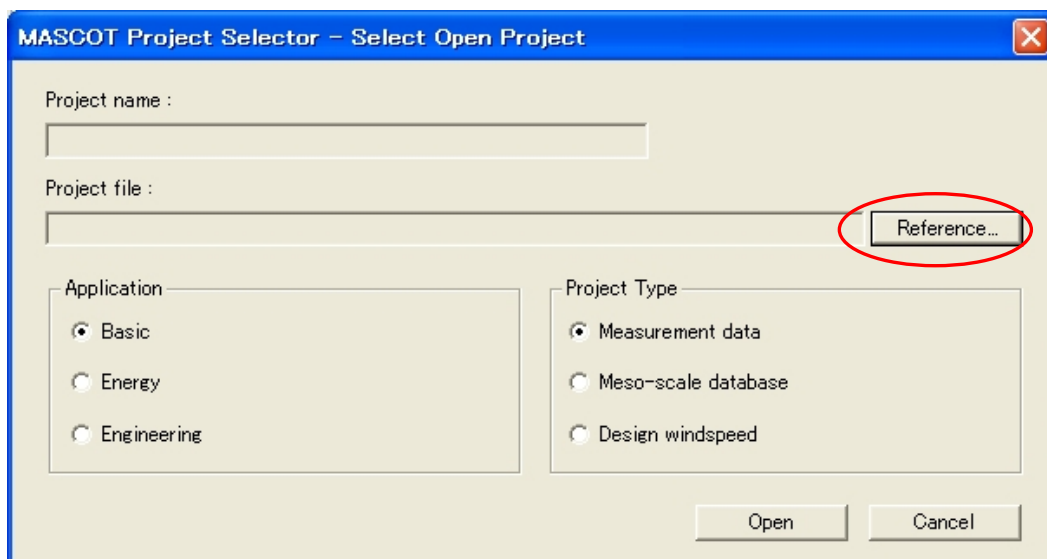 MASCOT Project Selector - Select Open Project
Project name :
Project file :
Reference...
Application
Basic
Energy
Engineering
Project Type
Measurement data
Meso-scale database
Design windspeed
Open
Cancel